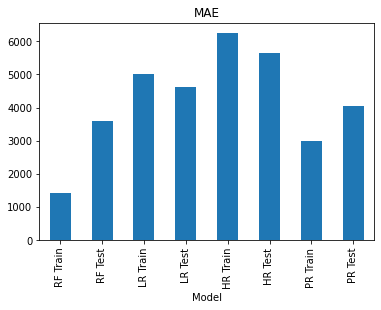 MAE
6000
5000
4000
3000
2000
1000
0
RF Train
RF Test
LR Train
LR Test
HR Train
HR Test
PR Train
PR Test
Model